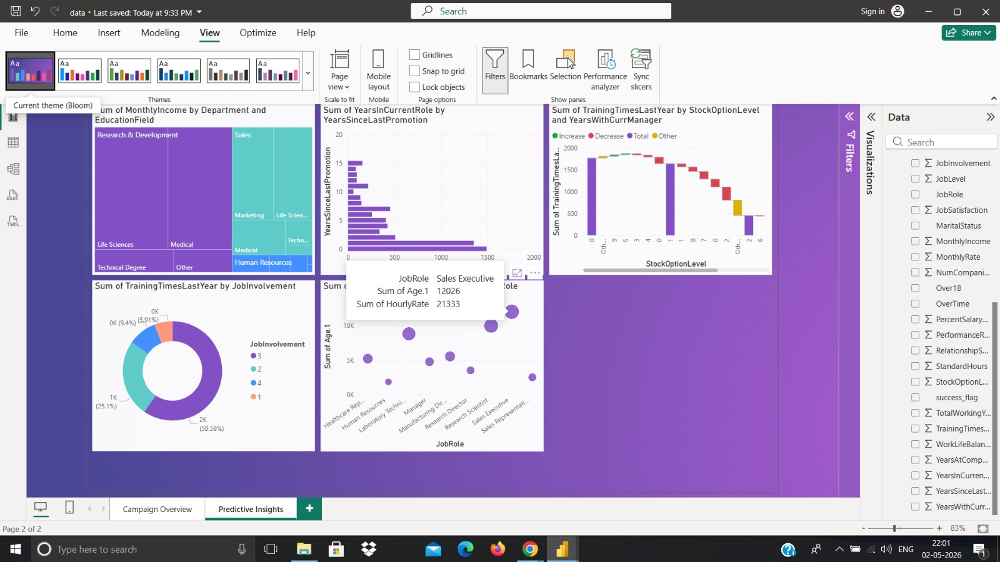 data • Last saved: Today at 9:33 PM
Search
Sign in
File
Home
Insert
Modeling
View
Optimize
Help
Share
Aa
Aa
Aa
Aa
Aa
Aa
Themes
Page view
Scale to fit
Mobile layout
Mobile
Gridlines
Snap to grid
Lock objects
Page options
Filters
Bookmarks
Selection
Performance analyzer
Sync slicers
Show panes
Current theme (Bloom)
DAX
TMDL
Sum of MonthlyIncome by Department and
EducationField
Research & Development
Life Sciences
Medical
Technical Degree
Other
Sales
Marketing
Life Scien...
Medical
Techn...
Human Resources
Sum of YearsInCurrentRole by
YearsSinceLastPromotion
YearsSinceLastPromotion
20
15
10
5
0
0
500
1000
1500
2000
Sum of TrainingTimesLastYear by StockOptionLevel
and YearsWithCurrManager
Increase
Decrease
Total
Other
Sum of TrainingTimesLa...
2000
1500
1000
500
0
0
Oth...
9
5
3
4
0
1
1
8
7
0
2
Oth...
2
6
StockOptionLevel
Sum of TrainingTimesLastYear by JobInvolvement
0K
(5.91%)
0K (9.4%)
1K
(25.1%)
2K
(59.59%)
JobInvolvement
3
2
4
1
Sum o
Role
JobRole Sales Executive
Sum of Age.1 12026
Sum of HourlyRate 21333
Sum of Age.1
10K
5K
0K
Healthcare Rep...
Human Resources
Laboratory Techni...
Manager
Manufacturing Dir...
Research Director
Research Scientist
Sales Executive
Sales Representati...
JobRole
Filters
Visualizations
Data
Search
JobInvolvement
JobLevel
JobRole
JobSatisfaction
MaritalStatus
MonthlyIncome
MonthlyRate
NumCompani...
Over18
OverTime
PercentSalary...
PerformanceR...
RelationshipS...
StandardHours
StockOptionL...
success_flag
TotalWorkingY...
TrainingTimes...
WorkLifeBalan...
YearsAtComp...
YearsInCurren...
YearsSinceLast...
YearsWithCurr...
Campaign Overview
Predictive Insights
Page 2 of 2
83%
Type here to search
ENG
22:01
02-05-2026
1